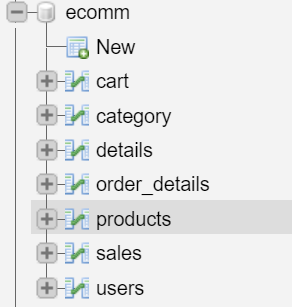 ecomm
New
cart
category
details
order_details
products
sales
users